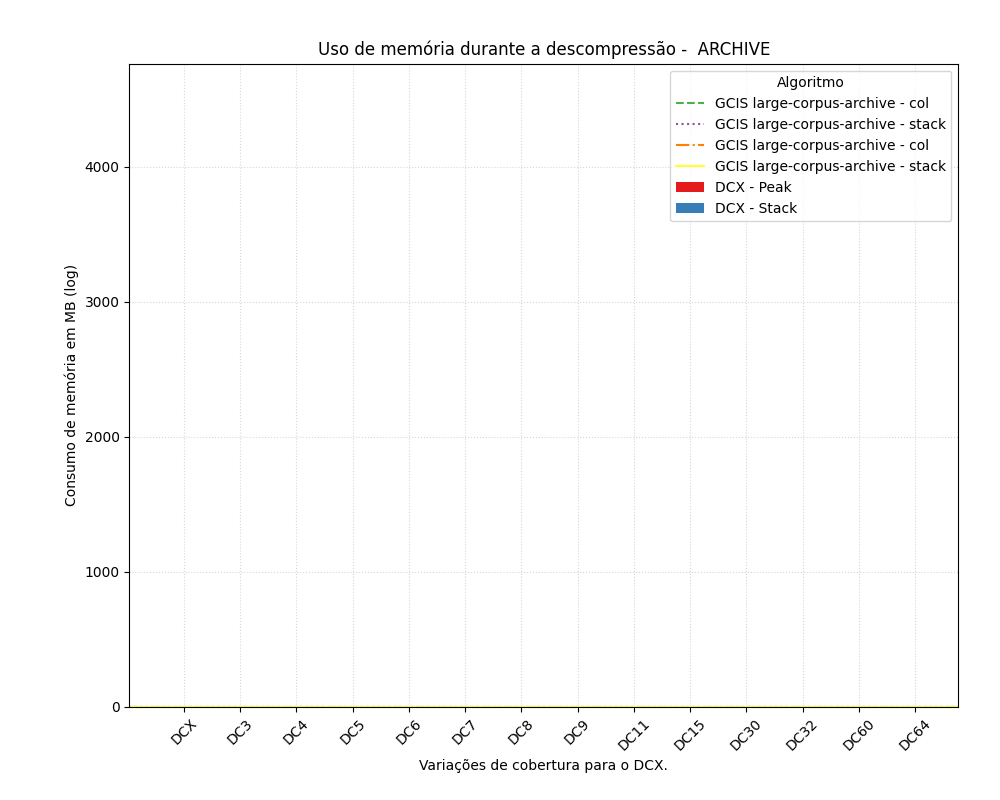 Uso de memória durante a descompressão -  ARCHIVE
Algoritmo
GCIS large-corpus-archive - col
GCIS large-corpus-archive - stack
GCIS large-corpus-archive - col
GCIS large-corpus-archive - stack
DCX - Peak
DCX - Stack
Consumo de memória em MB (log)
4000
3000
2000
1000
0
DCX
DC3
DC4
DC5
DC6
DC7
DC8
DC9
DC11
DC15
DC30
DC32
DC60
DC64
Variações de cobertura para o DCX.